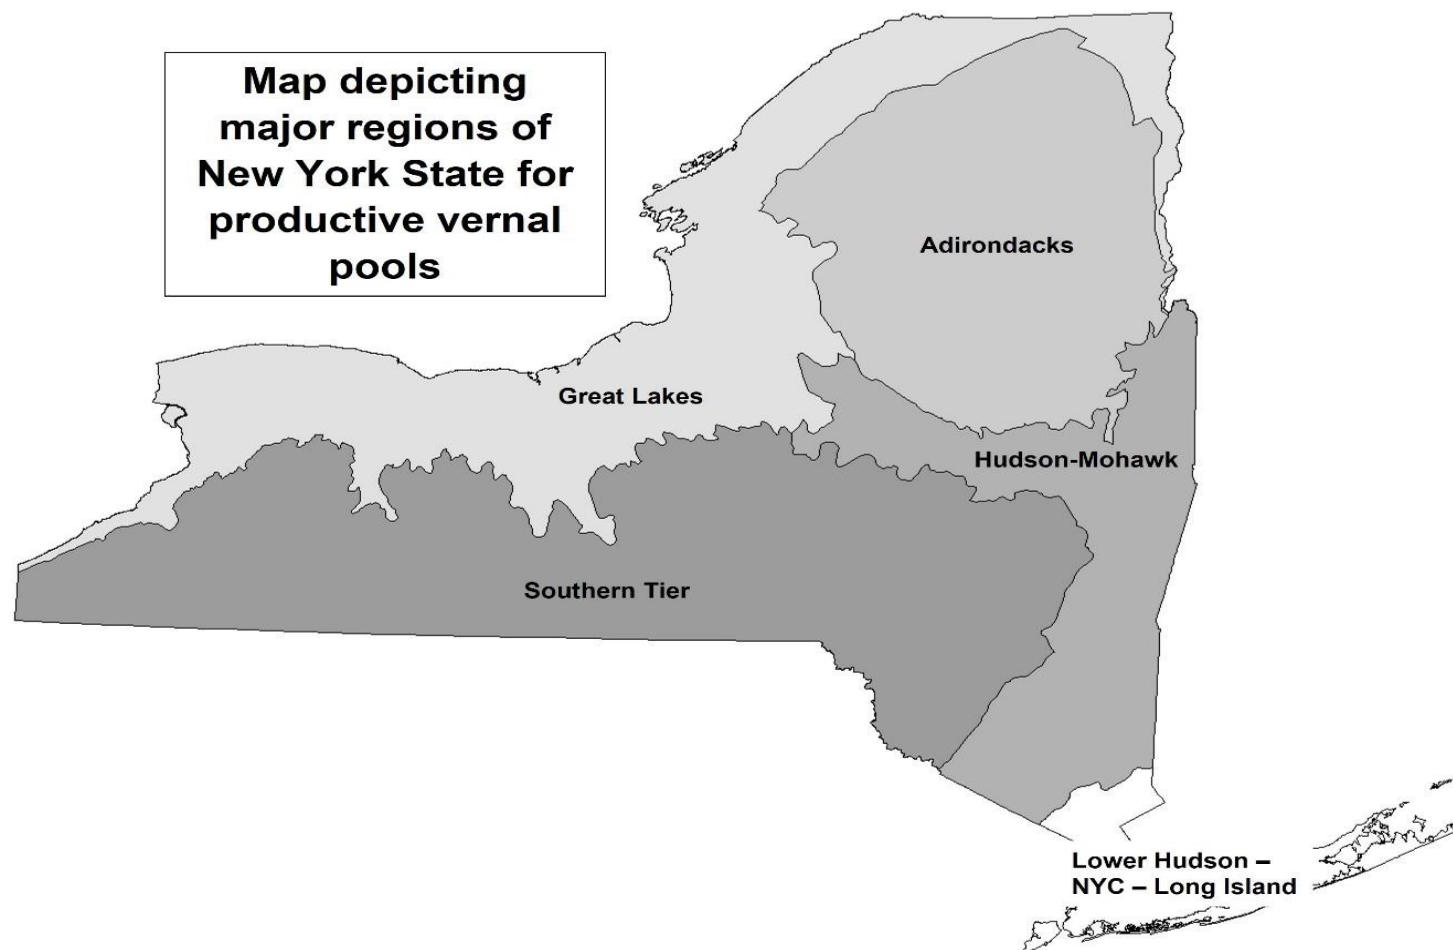 Map depicting
major regions of
New York State for
productive vernal
pools
Adirondacks
Great Lakes
Hudson-Mohawk
Southern Tier
Lower Hudson –
NYC – Long Island